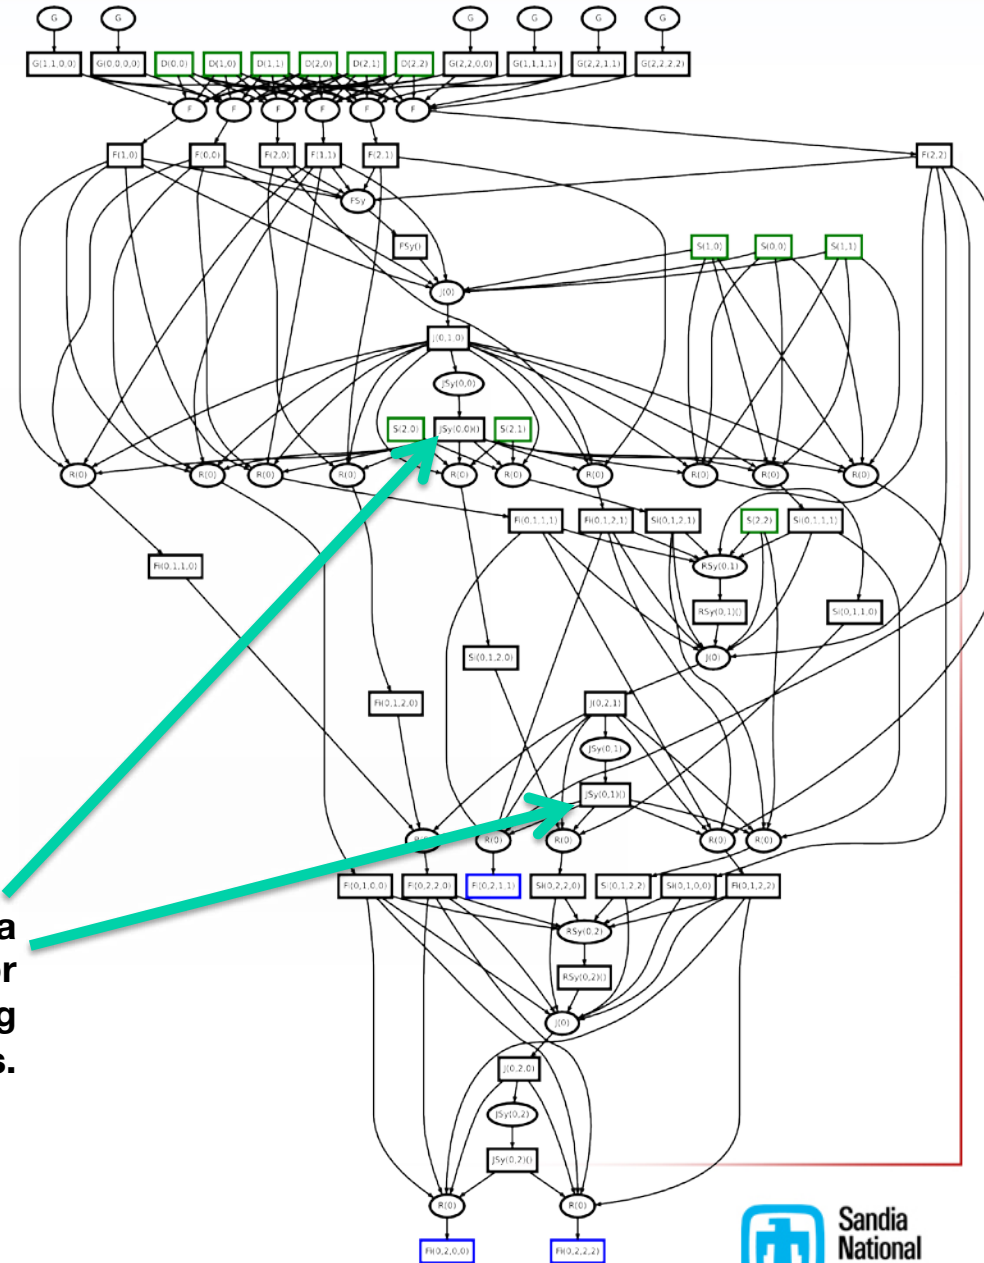 G G G G G G
G(1,1,0,0) G(0,0,0,0) D(0,0) D(1,0) D(1,1) D(2,0) D(2,1) D(2,2) G(2,2,0,0) G(1,1,1,1) G(2,2,1,1) G(2,2,2,2)
F F F F F F
F(1,0) F(0,0) F(2,0) F(1,1) F(2,1) F(2,2)
FSy
FSy() S(1,0) S(0,0) S(1,1)
J(0)
J(0,1,0)
JSy(0,0)
S(2,0) JSy(0,0)() S(2,1)
R(0) R(0) R(0) R(0) R(0) R(0) R(0) R(0) R(0) R(0)
Fi(0,1,1,1) Fi(0,1,2,1) Si(0,1,2,1) S(2,2) Si(0,1,1,1)
Fi(0,1,1,0) RSy(0,1)
RSy(0,1)() Si(0,1,1,0)
Si(0,1,2,0) J(0)
Fi(0,1,2,0) J(0,2,1)
JSy(0,1)
JSy(0,1)()
R(0) R(0) R(0) R(0) R(0)
Fi(0,1,0,0) Fi(0,2,2,0) Fi(0,2,1,1) Si(0,2,2,0) Si(0,1,2,2) Si(0,1,0,0) Fi(0,1,2,2)
a
or
g
s.
RSy(0,2)
RSy(0,2)()
J(0)
J(0,2,0)
JSy(0,2)
JSy(0,2)()
R(0) R(0)
Fi(0,2,0,0) Fi(0,2,2,2)
Sandia
National